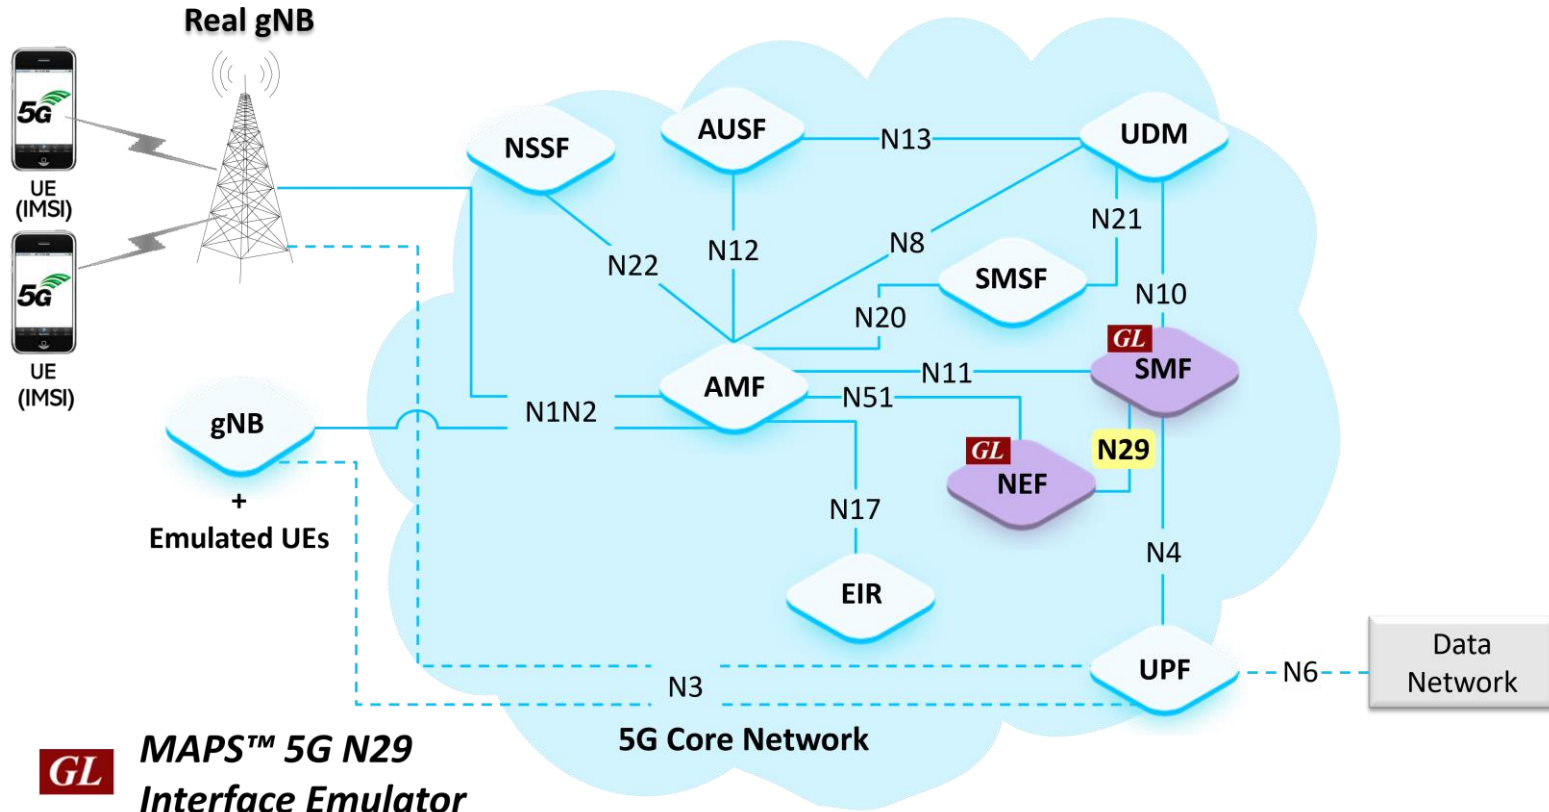 Real gNB
5G
UE
(IMSI)
5G
UE
(IMSI)
NSSF
AUSF
N13
UDM
N22
N12
N8
N21
SMSF
N20
N10
GL
SMF
AMF
N11
N51
N1N2
gNB
+
Emulated UEs
GL
NEF
N29
N17
N4
EIR
UPF
N6
Data
Network
N3
5G Core Network
GL
MAPS™ 5G N29
Interface Emulator